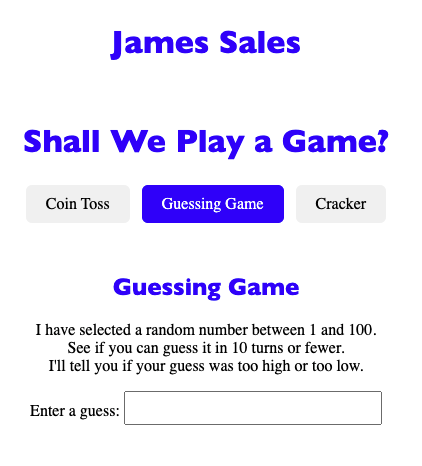 James Sales
Shall We Play a Game?
Coin Toss
Guessing Game
Cracker
Guessing Game
I have selected a random number between 1 and 100.
See if you can guess it in 10 turns or fewer.
I'll tell you if your guess was too high or too low.
Enter a guess: